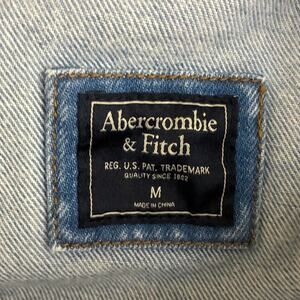 Abercrombie
& Fitch
REG. U.S. PAT. TRADEMARK
QUALITY SINCE 1892
M
MADE IN CHINA